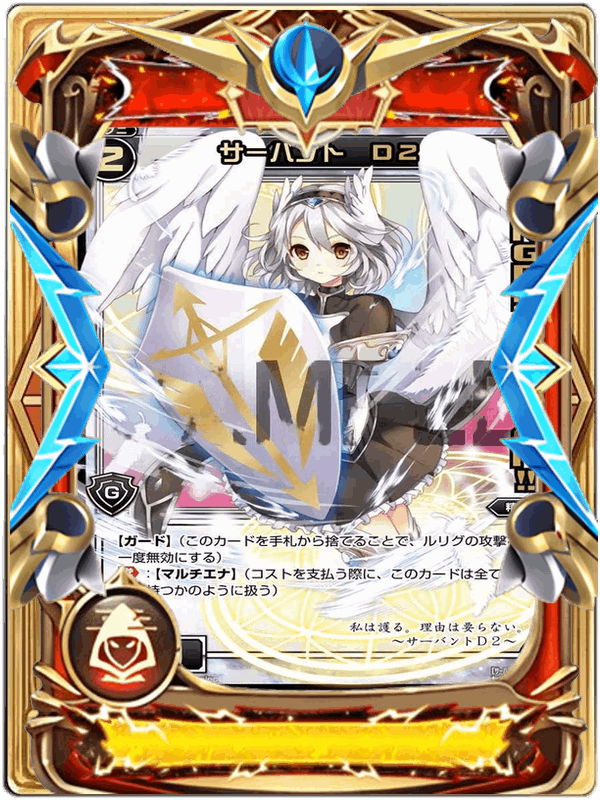 2
サーバント D2
G
【ガード】(このカードを手札から捨てることで、ルリグの攻撃
一度無効にする)
：【マルチエナ】(コストを支払う際に、このカードは全て
持つかのように扱う)
私は護る。理由は要らない。
～サーバントD2～